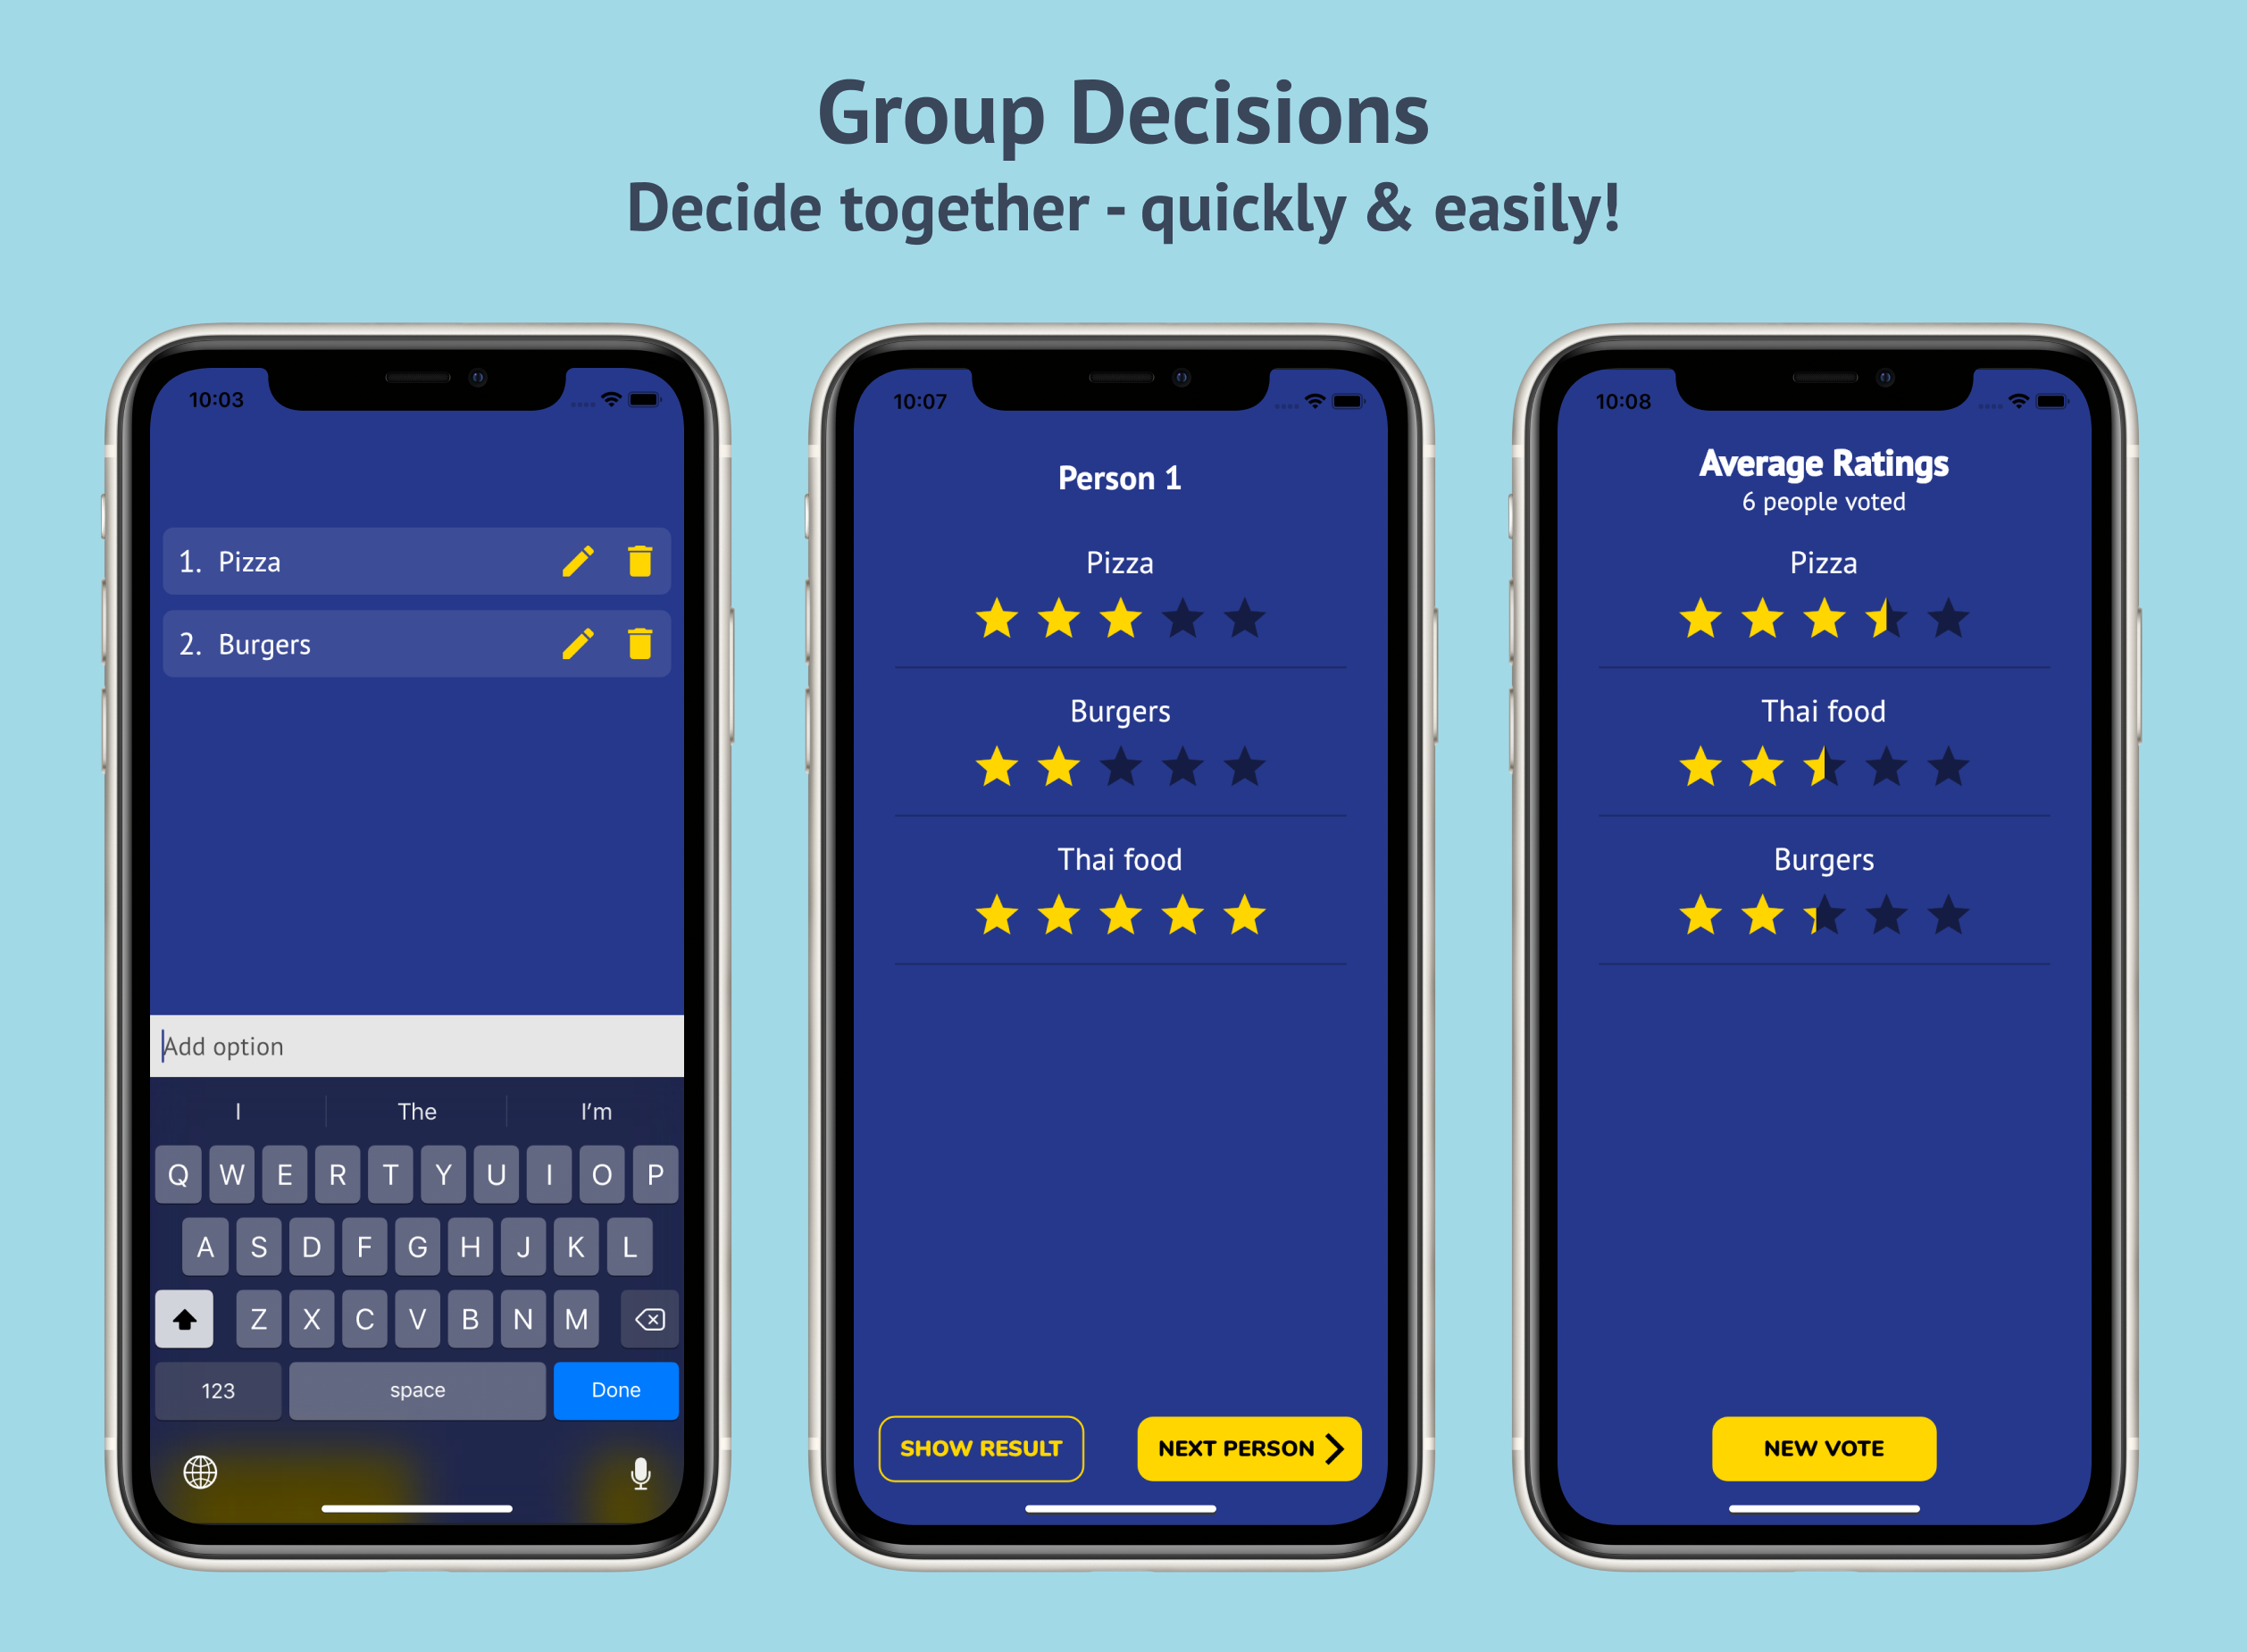 Group Decisions
Decide together - quickly & easily!
10:03
1. Pizza
2. Burgers
Add option
I The I'm
Q W E R T Y U I O P
A S D F G H J K L
Z X C V B N M
123 space Done
10:07
Person 1
Pizza
Burgers
Thai food
SHOW RESULT NEXT PERSON
10:08
Average Ratings
6 people voted
Pizza
Thai food
Burgers
NEW VOTE